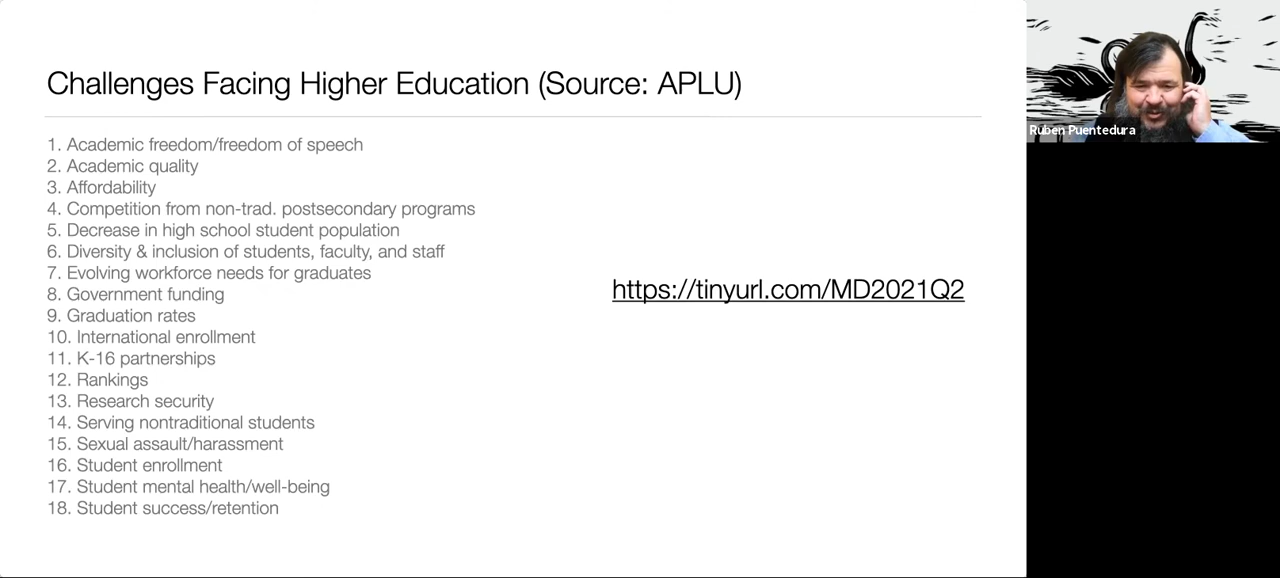 Challenges Facing Higher Education (Source: APLU)
1. Academic freedom/freedom of speech
2. Academic quality
3. Affordability
4. Competition from non-trad. postsecondary programs
5. Decrease in high school student population
6. Diversity & inclusion of students, faculty, and staff
7. Evolving workforce needs for graduates
8. Government funding
9. Graduation rates
10. International enrollment
11. K-16 partnerships
12. Rankings
13. Research security
14. Serving nontraditional students
15. Sexual assault/harassment
16. Student enrollment
17. Student mental health/well-being
18. Student success/retention
https://tinyurl.com/MD2021Q2
Ruben Puentedura